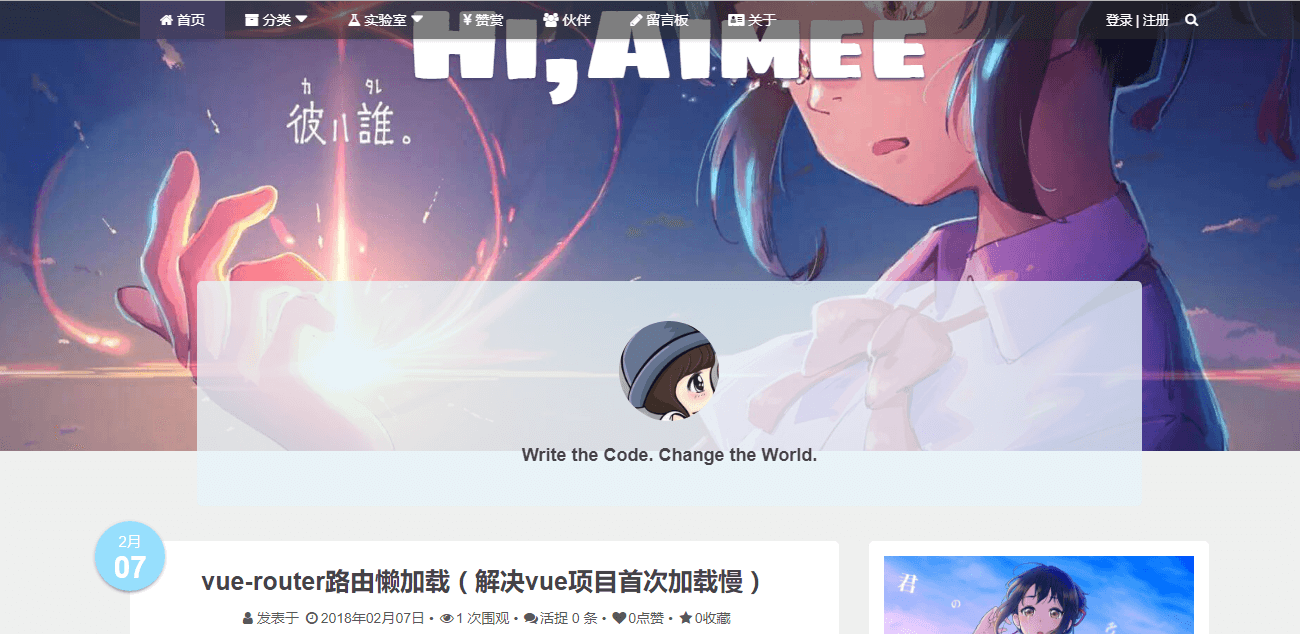 首页 分类 实验室 ¥ 赞赏 伙伴 留言板 关于 登录 | 注册
Hi,AIMEE
カ タレ
彼ハ誰。
Write the Code. Change the World.
2月
07
vue-router路由懒加载（解决vue项目首次加载慢）
发表于 2018年02月07日 • 1 次围观 • 活捉 0 条 • 0点赞 • 0收藏
君
の